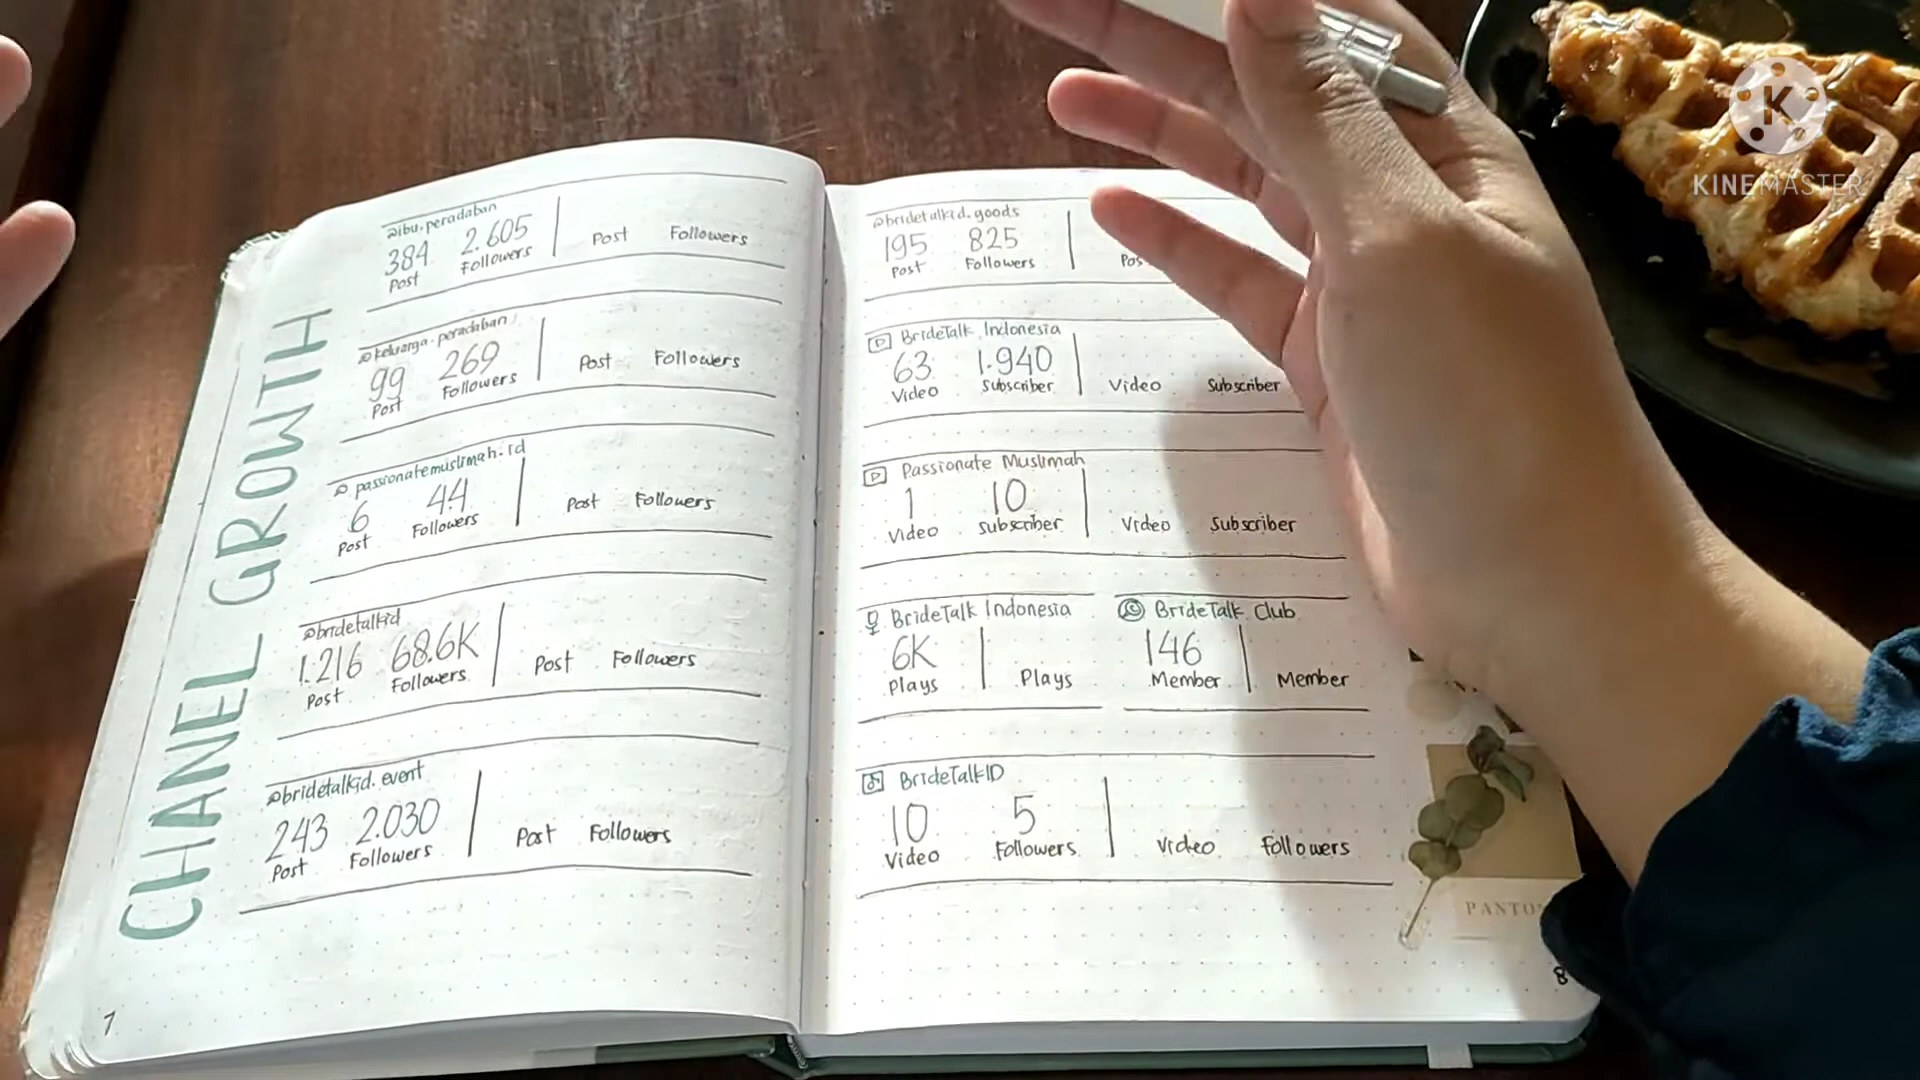 CHANEL GROWTH
@ibu.peradaban
384 2.605
Post Followers Post Followers
@keluarga.peradaban
99 269
Post Followers Post Followers
@passionatemuslimah.id
6 44
Post Followers Post Followers
@bridetalkid
1.216 68.6K
Post Followers Post Followers
@bridetalkid.event
243 2.030
Post Followers Post Followers
7
@bridetalkid.goods
195 825
Post Followers Pos
BrideTalk Indonesia
63 1.940
Video Subscriber Video Subscriber
Passionate Muslimah
1 10
Video Subscriber Video Subscriber
BrideTalk Indonesia
6K
Plays Plays
BrideTalk Club
146
Member Member
BrideTalkID
10 5
Video Followers Video Followers
PANTO
8
K
KINEMASTER